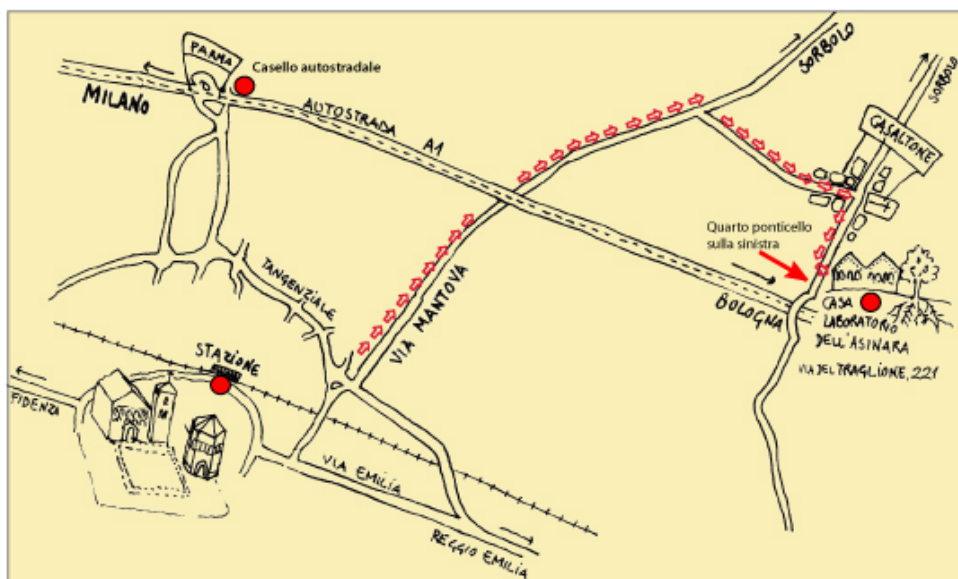 PARMA
Casello autostradale
MILANO
AUTOSTRADA A1
SORBOLO
SORBOLO
CASALTONE
Quarto ponticello
sulla sinistra
TANGENZIALE
VIA MANTOVA
BOLOGNA
CASA
LABORATORIO
DELL'ASINARA
VIA DEL TRAGLIONE, 221
STAZIONE
FIDENZA
VIA EMILIA
REGGIO EMILIA